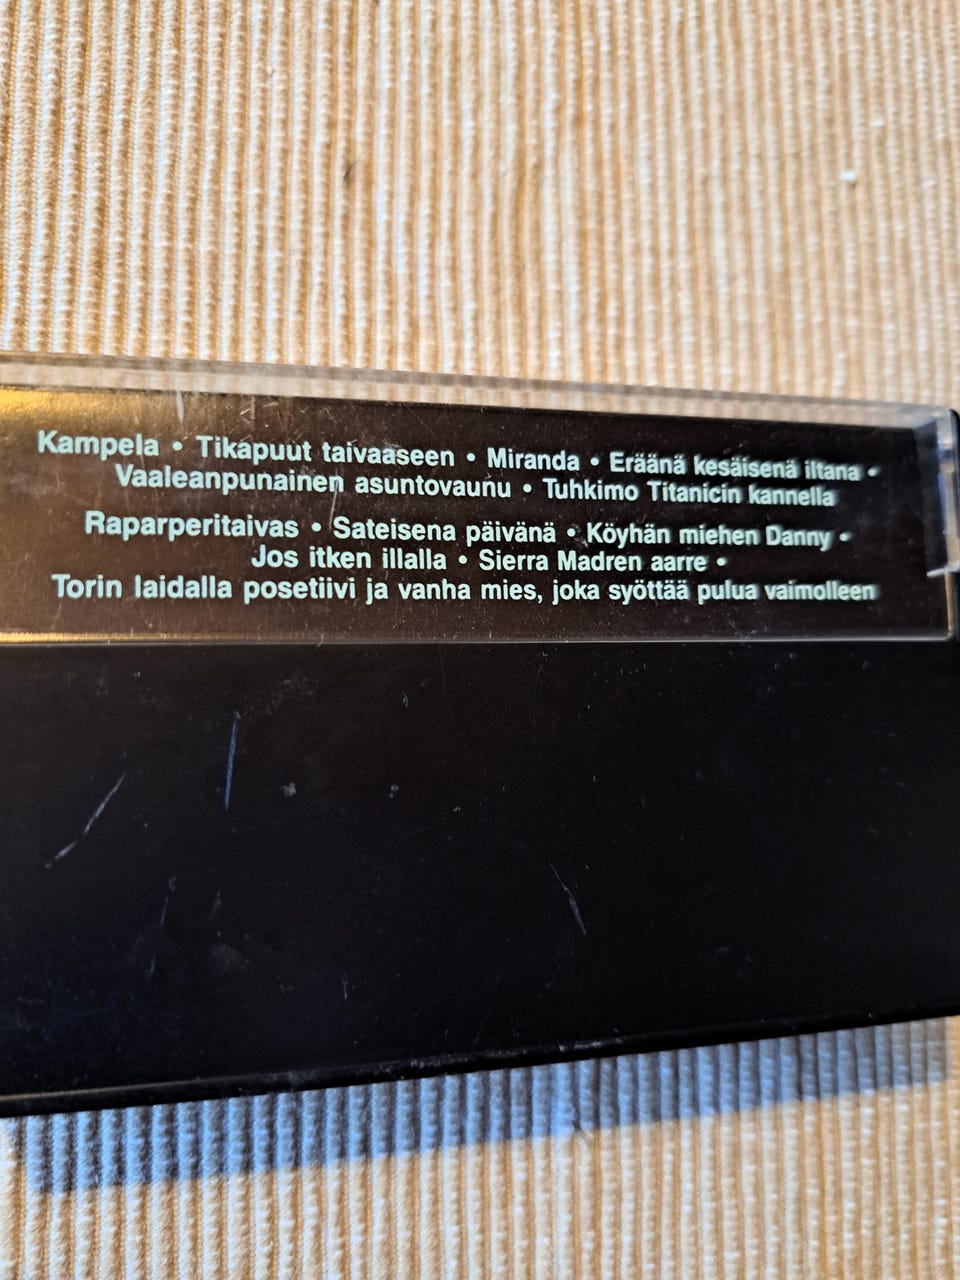 Kampela • Tikapuut taivaaseen • Miranda • Eräänä kesäisenä iltana •
Vaaleanpunainen asuntovaunu • Tuhkimo Titanicin kannella
Raparperitaivas • Sateisena päivänä • Köyhän miehen Danny •
Jos itken illalla • Sierra Madren aarre •
Torin laidalla posetiivi ja vanha mies, joka syöttää pulua vaimolleen